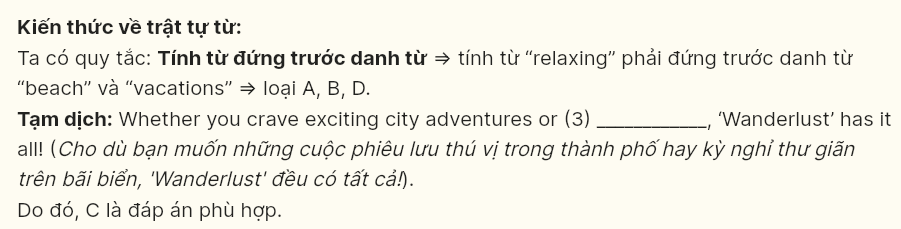 Kiến thức về trật tự từ:
Ta có quy tắc: Tính từ đứng trước danh từ ⇒ tính từ “relaxing” phải đứng trước danh từ
“beach” và “vacations” ⇒ loại A, B, D.
Tạm dịch: Whether you crave exciting city adventures or (3) ____________, ‘Wanderlust’ has it
all! (Cho dù bạn muốn những cuộc phiêu lưu thú vị trong thành phố hay kỳ nghỉ thư giãn
trên bãi biển, 'Wanderlust' đều có tất cả!).
Do đó, C là đáp án phù hợp.